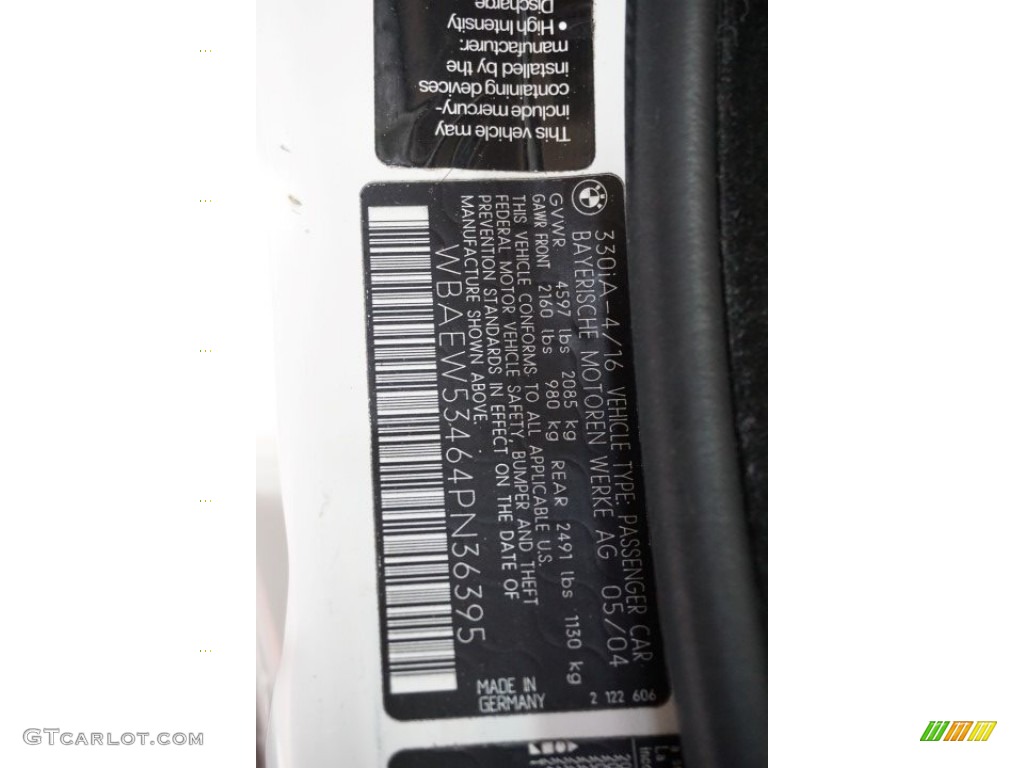 This vehicle may
include mercury-
containing devices
installed by the
manufacturer:
• High Intensity
Discharge
330iA-4/16 VEHICLE TYPE: PASSENGER CAR
BAYERISCHE MOTOREN WERKE AG 05/04
GVWR 4597 lbs 2085 kg
GAWR FRONT 2160 lbs 980 kg REAR 2491 lbs 1130 kg
THIS VEHICLE CONFORMS TO ALL APPLICABLE U.S.
FEDERAL MOTOR VEHICLE SAFETY, BUMPER AND THEFT
PREVENTION STANDARDS IN EFFECT ON THE DATE OF
MANUFACTURE SHOWN ABOVE.
WBAEW53464PN36395
MADE IN
GERMANY
2 122 606
GTCarLot.com